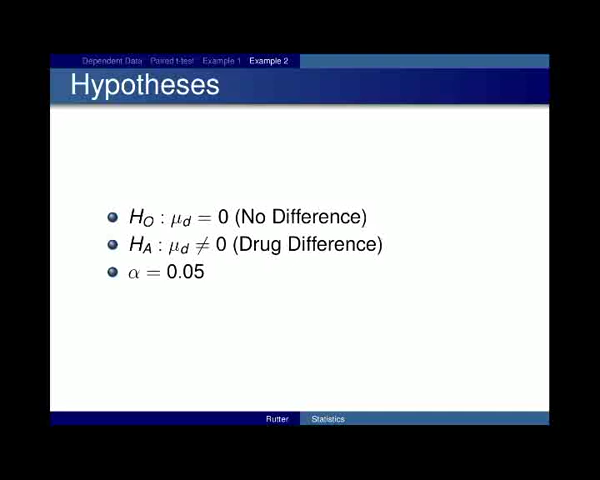 Dependent Data Paired t-test Example 1 Example 2
Hypotheses
H_O : μ_d = 0 (No Difference)
H_A : μ_d ≠ 0 (Drug Difference)
α = 0.05
Rutter Statistics